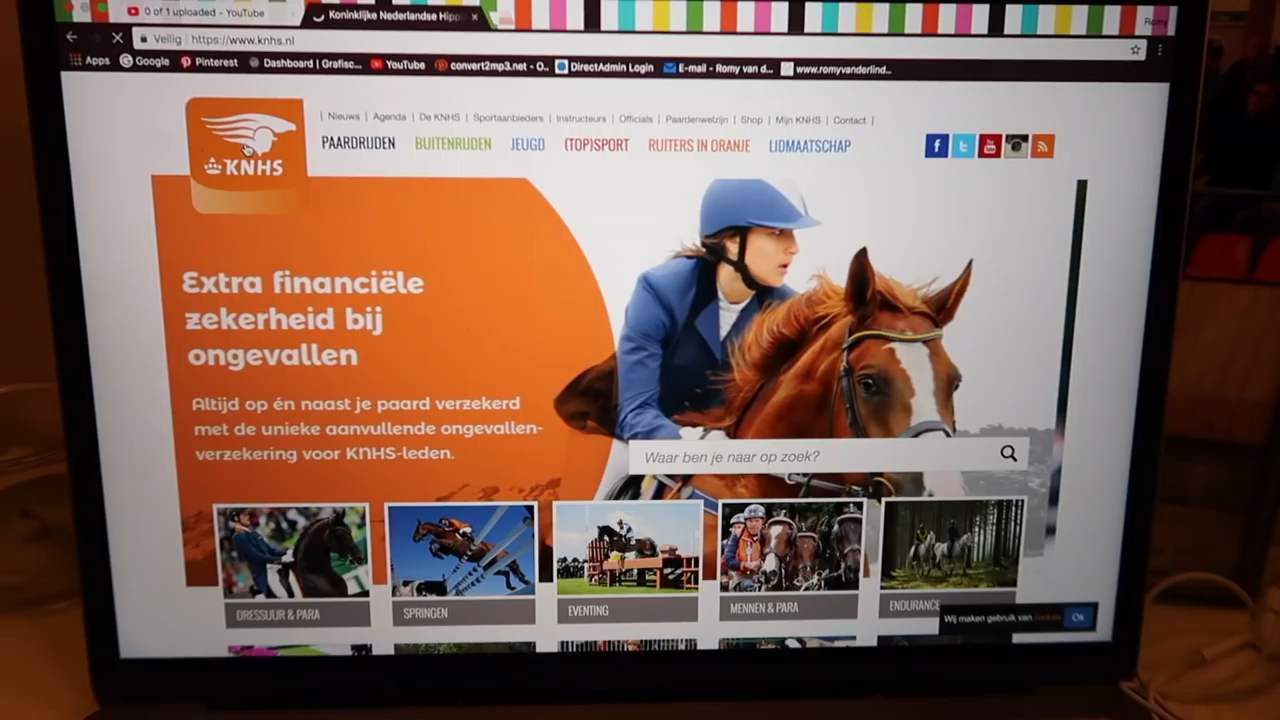 0 of 1 uploaded - YouTube
Koninklijke Nederlandse Hipp
Romy
Veilig
https://www.knhs.nl
Apps
Google
Pinterest
Dashboard | Grafisc...
YouTube
convert2mp3.net - O..
DirectAdmin Login
E-mail - Romy van d...
www.romyvanderlind...
| Nieuws | Agenda | De KNHS | Sportaanbieders | Instructeurs | Officials | Paardenwelzijn | Shop | Mijn KNHS | Contact |
KNHS
PAARDRIJDEN
BUITENRIJDEN
JEUGD
(TOP)SPORT
RUITERS IN ORANJE
LIDMAATSCHAP
Extra financiële
zekerheid bij
ongevallen
Altijd op én naast je paard verzekerd
met de unieke aanvullende ongevallen-
verzekering voor KNHS-leden.
Waar ben je naar op zoek?
DRESSUUR & PARA
SPRINGEN
EVENTING
MENNEN & PARA
ENDURANCE
Wij maken gebruik van cookies
Ok